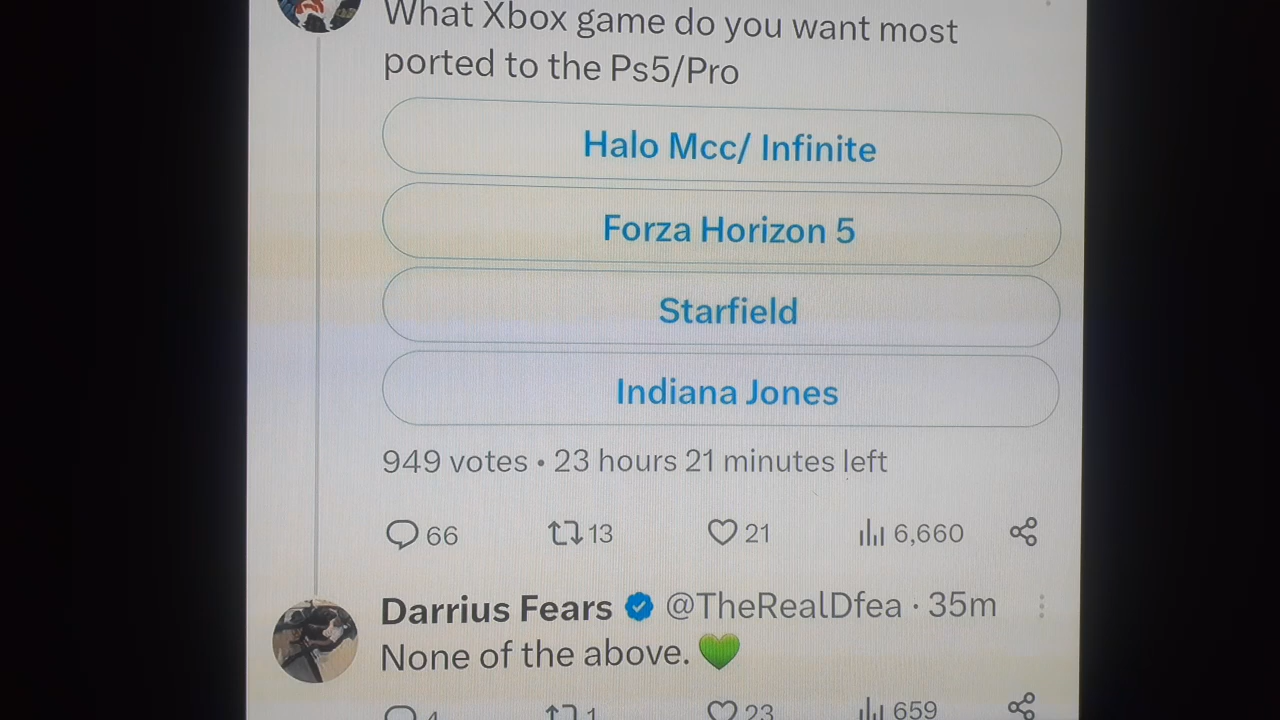 What Xbox game do you want most
ported to the Ps5/Pro
Halo Mcc/ Infinite
Forza Horizon 5
Starfield
Indiana Jones
949 votes • 23 hours 21 minutes left
66 13 21 6,660
Darrius Fears @TheRealDfea · 35m
None of the above. 💚
4 1 23 659